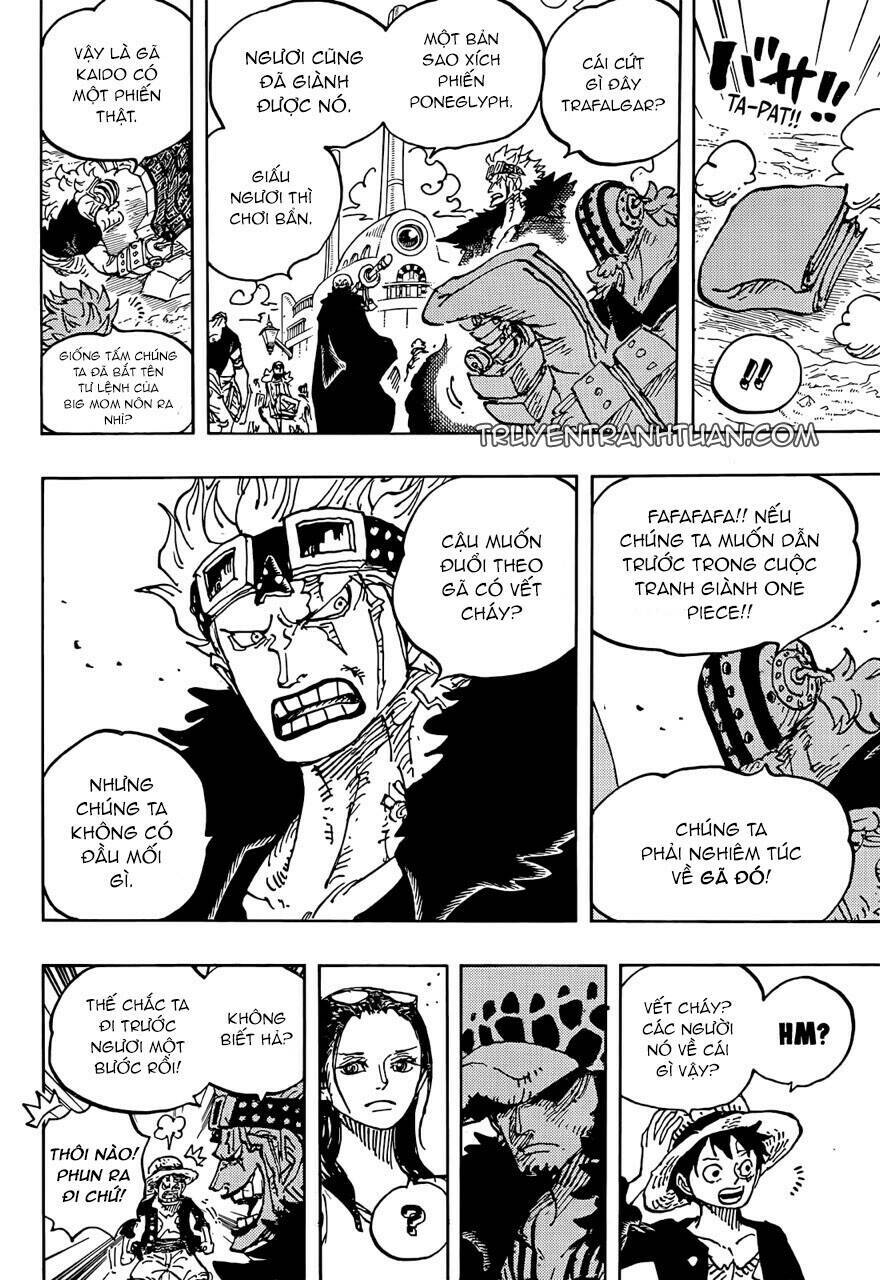 バサ!!
TA-PAT!!
!!
CÁI CỨT
GÌ ĐÂY
TRAFALGAR?
MỘT BẢN
SAO XÍCH
PHIẾN
PONEGLYPH.
NGƯƠI CŨNG
ĐÃ GIÀNH
ĐƯỢC NÓ.
GIẤU
NGƯƠI THÌ
CHƠI BẨN.
VẬY LÀ GÃ
KAIDO CÓ
MỘT PHIẾN
THẬT.
GIỐNG TẤM CHÚNG
TA ĐÃ BẮT TÊN
TƯ LỆNH CỦA
BIG MOM NÔN RA
NHỈ?
TRUYENTRANHTUAN.COM
FAFAFAFA!! NẾU
CHÚNG TA MUỐN DẪN
TRƯỚC TRONG CUỘC
TRANH GIÀNH ONE
PIECE!!
CHÚNG TA
PHẢI NGHIÊM TÚC
VỀ GÃ ĐÓ!
CẬU MUỐN
ĐUỔI THEO
GÃ CÓ VẾT
CHÁY?
NHƯNG
CHÚNG TA
KHÔNG CÓ
ĐẦU MỐI
GÌ.
HM?
VẾT CHÁY?
CÁC NGƯỜI
NÓ VỀ CÁI
GÌ VẬY?
?
KHÔNG
BIẾT HẢ?
THẾ CHẮC TA
ĐI TRƯỚC
NGƯƠI MỘT
BƯỚC RỒI!
THÔI NÀO!
PHUN RA
ĐI CHỨ!